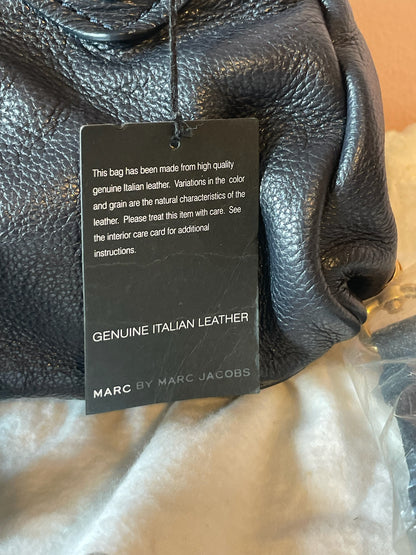 This bag has been made from high quality
genuine Italian leather. Variations in the color
and grain are the natural characteristics of the
leather. Please treat this item with care. See
the interior care card for additional
instructions.
GENUINE ITALIAN LEATHER
MARC BY MARC JACOBS